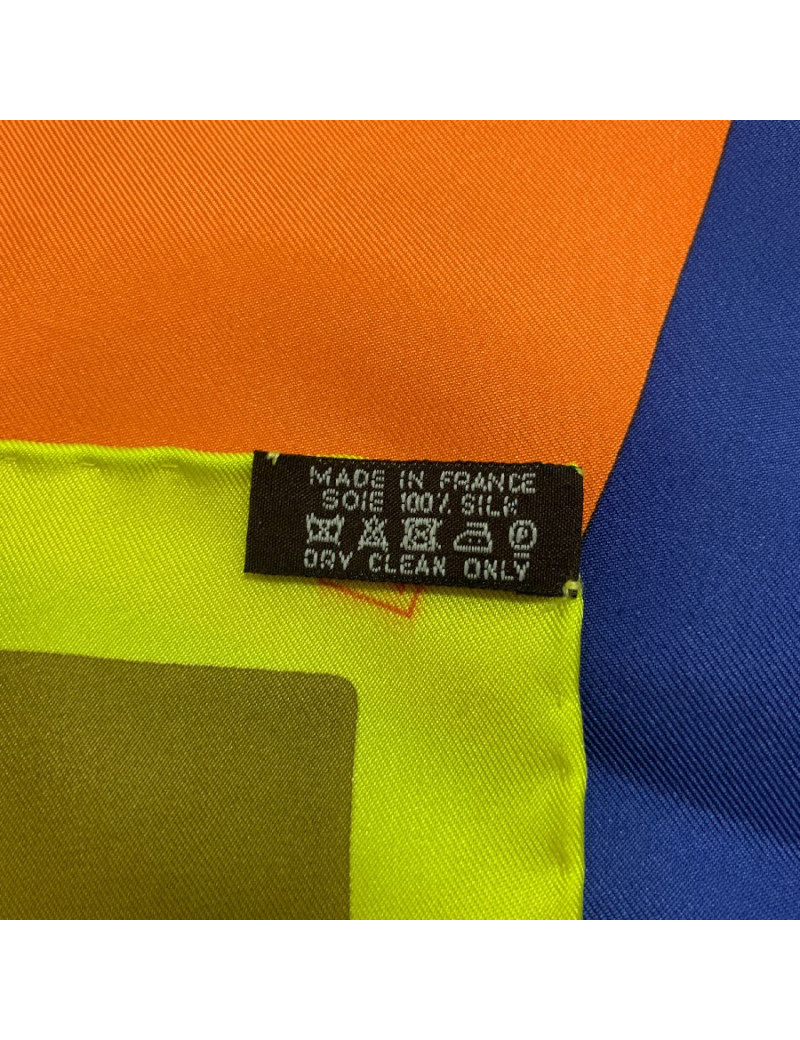 MADE IN FRANCE
SOIE 100% SILK
P
DRY CLEAN ONLY